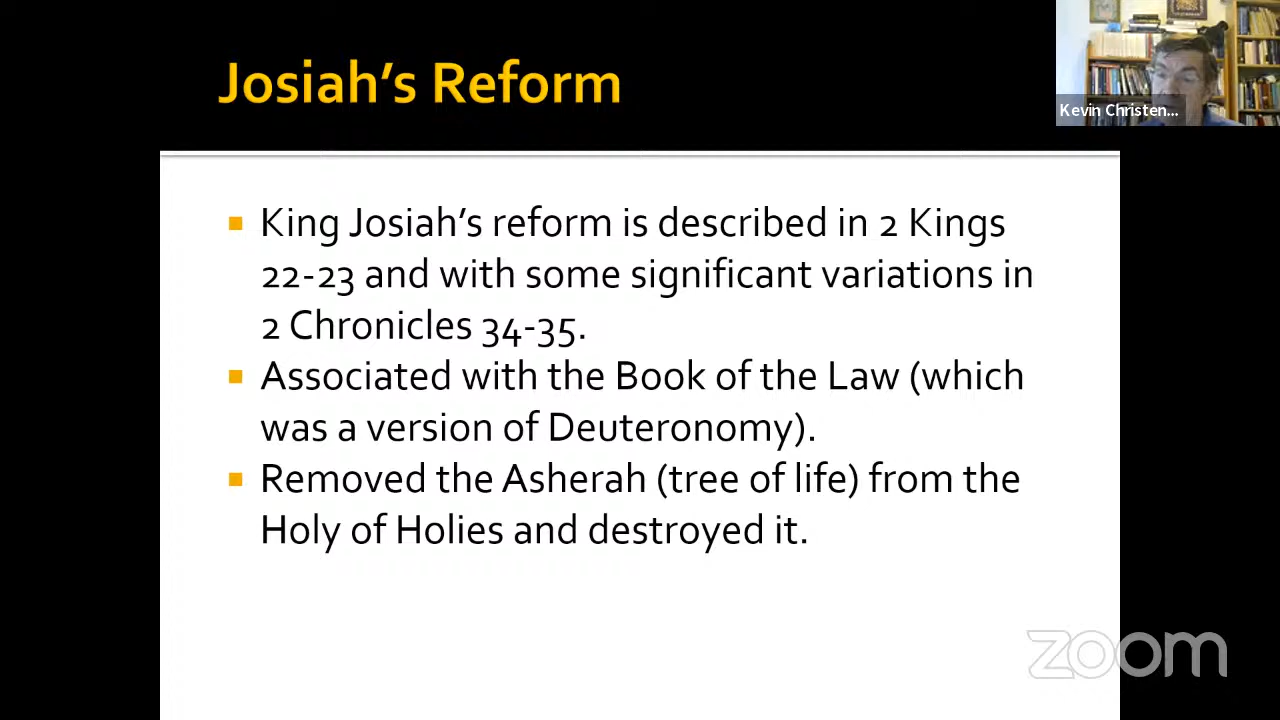 Josiah's Reform
Kevin Christen...
▪ King Josiah's reform is described in 2 Kings
22-23 and with some significant variations in
2 Chronicles 34-35.
▪ Associated with the Book of the Law (which
was a version of Deuteronomy).
▪ Removed the Asherah (tree of life) from the
Holy of Holies and destroyed it.
zoom